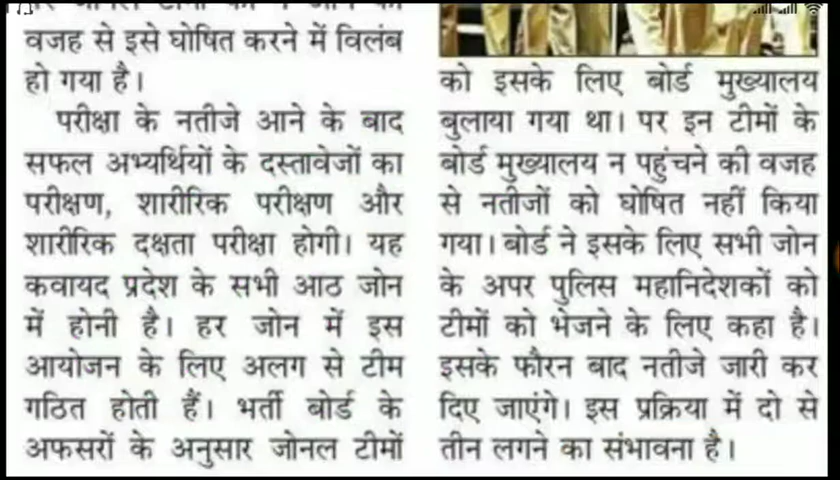 वजह से इसे घोषित करने में विलंब
हो गया है।
परीक्षा के नतीजे आने के बाद
सफल अभ्यर्थियों के दस्तावेजों का
परीक्षण, शारीरिक परीक्षण और
शारीरिक दक्षता परीक्षा होगी। यह
कवायद प्रदेश के सभी आठ जोन
में होनी है। हर जोन में इस
आयोजन के लिए अलग से टीम
गठित होती हैं। भर्ती बोर्ड के
अफसरों के अनुसार जोनल टीमों
को इसके लिए बोर्ड मुख्यालय
बुलाया गया था। पर इन टीमों के
बोर्ड मुख्यालय न पहुंचने की वजह
से नतीजों को घोषित नहीं किया
गया। बोर्ड ने इसके लिए सभी जोन
के अपर पुलिस महानिदेशकों को
टीमों को भेजने के लिए कहा है।
इसके फौरन बाद नतीजे जारी कर
दिए जाएंगे। इस प्रक्रिया में दो से
तीन लगने का संभावना है।